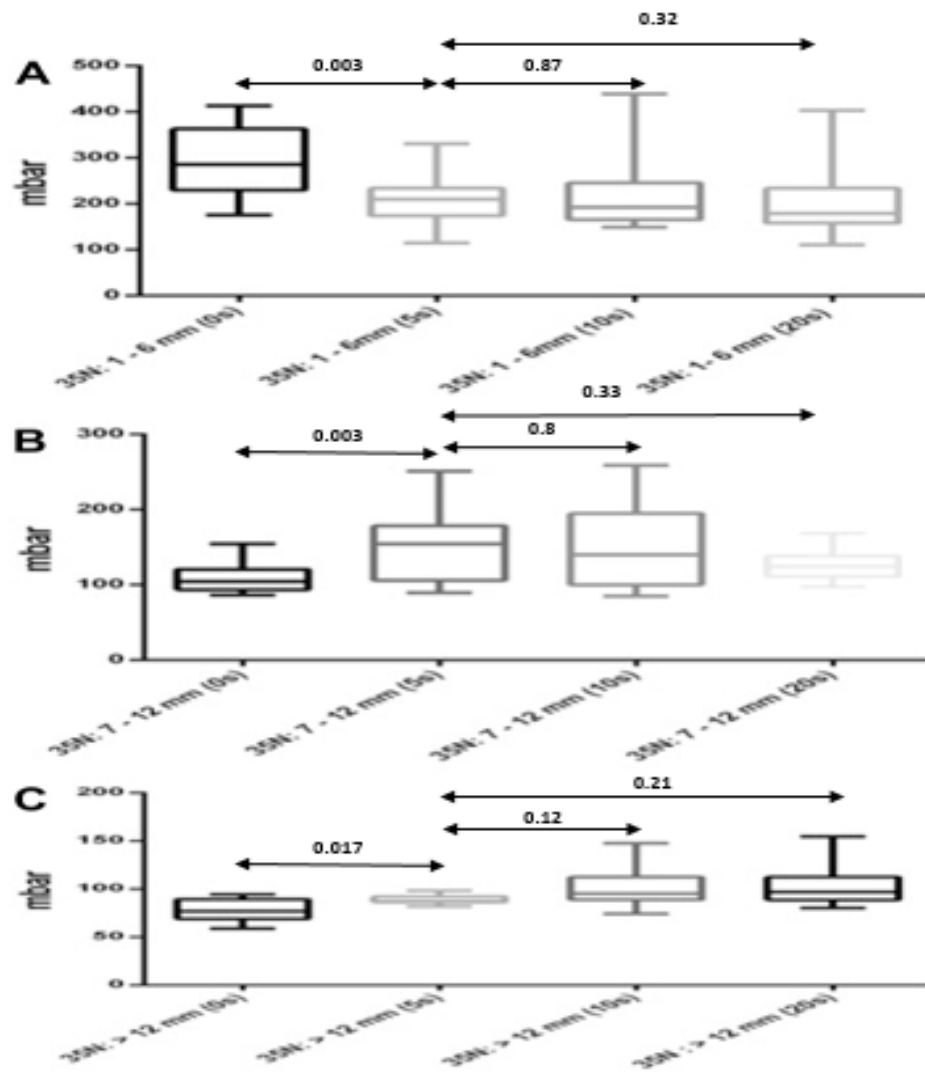 0.32
A
0.003
0.87
500
400
300
200
100
0
mbar
35N: 1 - 6 mm (0s)
35N: 1 - 6mm (5s)
35N: 1 - 6mm (10s)
35N: 1- 6 mm (20s)
0.33
B
0.003
0.8
300
200
100
0
mbar
35N: 7 - 12 mm (0s)
35N: 7 - 12 mm (5s)
35N: 7 - 12 mm (10s)
35N: 7 - 12 mm (20s)
C
0.21
0.12
0.017
200
150
100
50
0
mbar
35N: > 12 mm (0s)
35N: > 12 mm (5s)
35N: > 12 mm (10s)
35N : > 12 mm (20s)